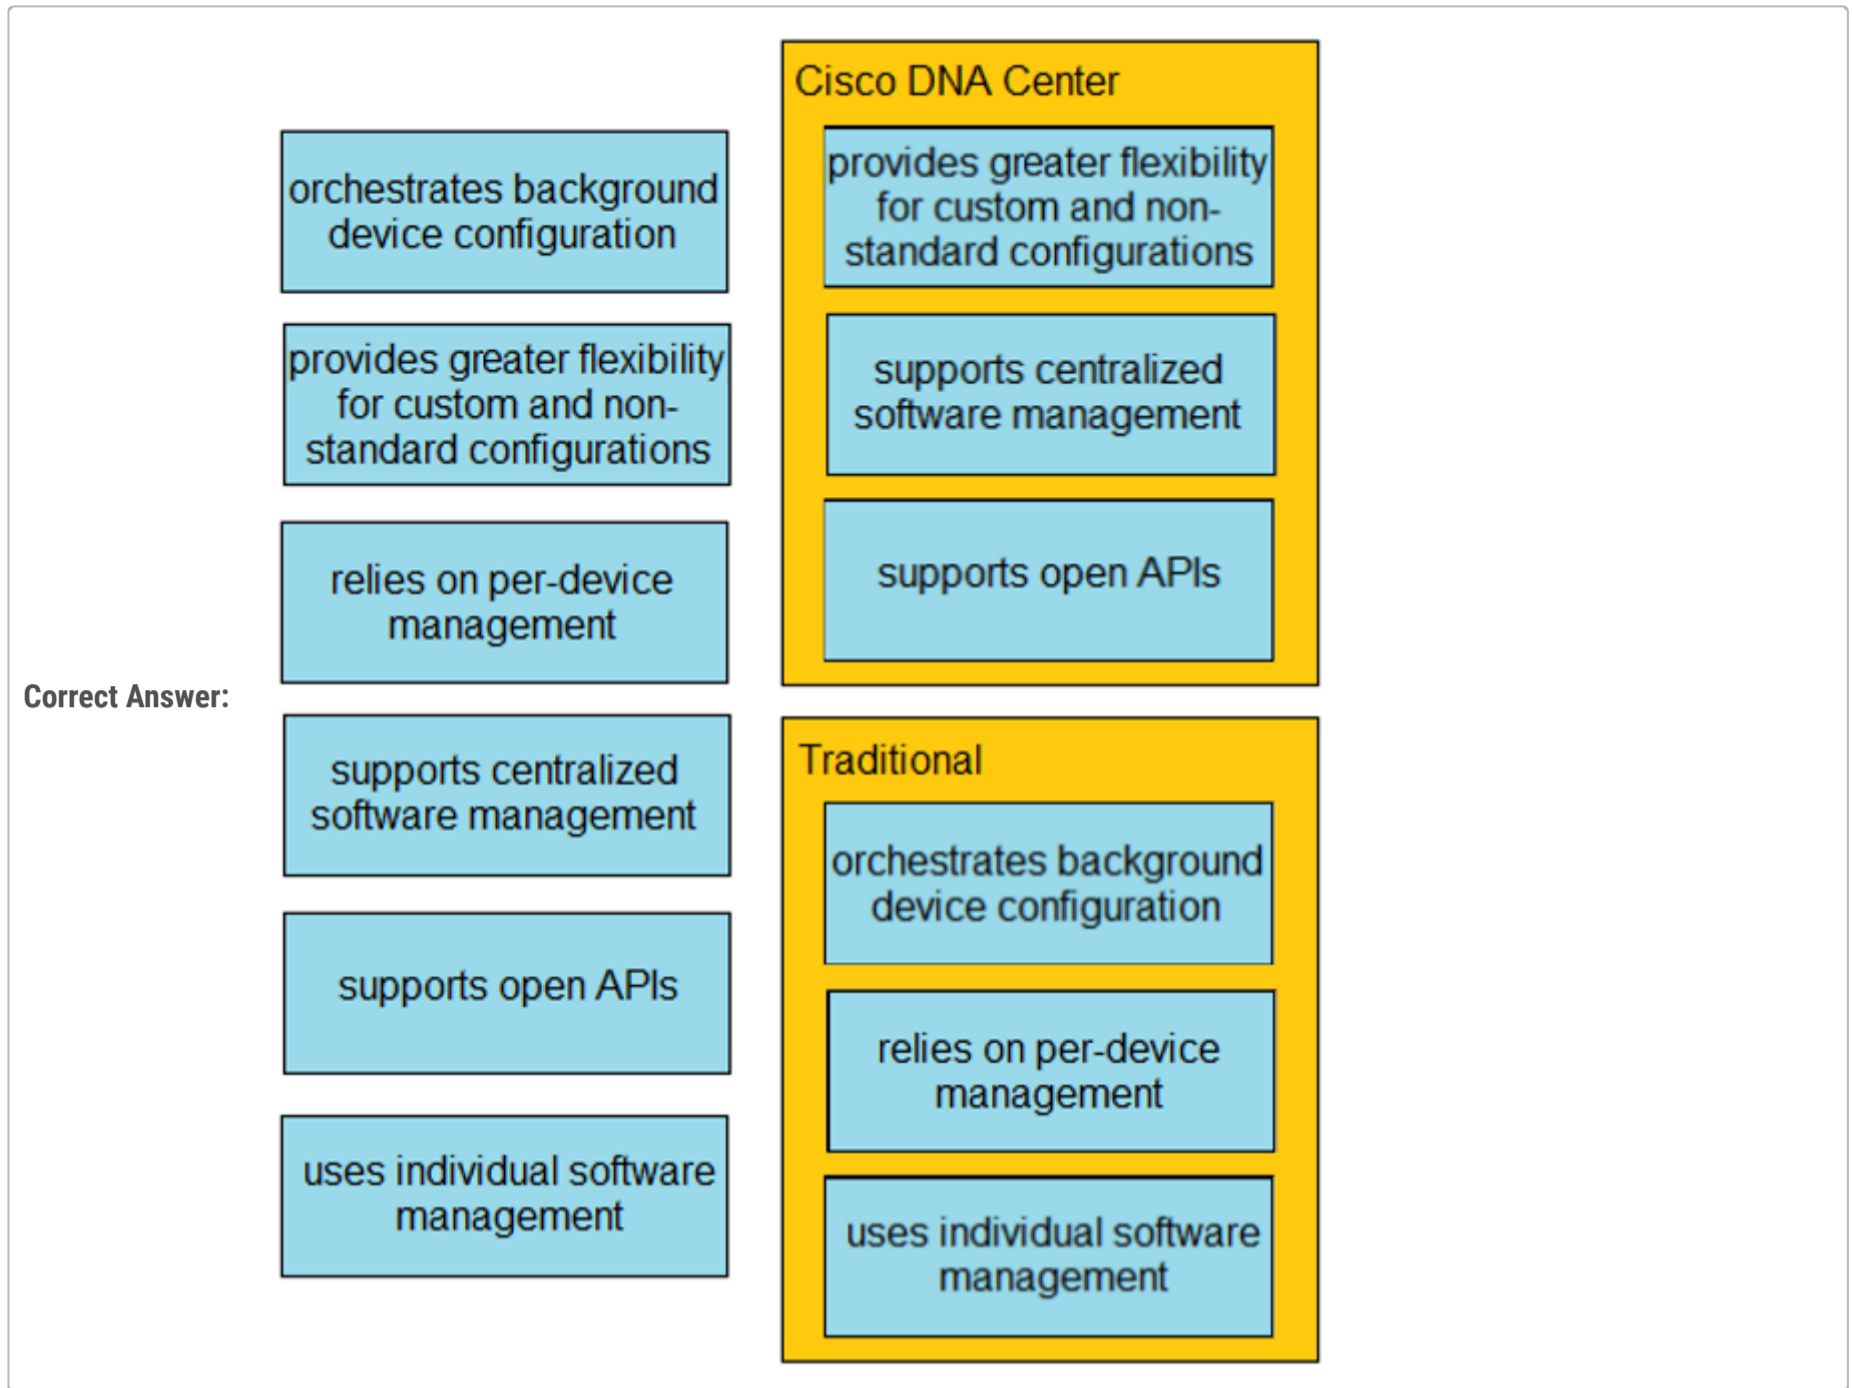 Correct Answer:
orchestrates background
device configuration
provides greater flexibility
for custom and non-
standard configurations
relies on per-device
management
supports centralized
software management
supports open APIs
uses individual software
management
Cisco DNA Center
provides greater flexibility
for custom and non-
standard configurations
supports centralized
software management
supports open APIs
Traditional
orchestrates background
device configuration
relies on per-device
management
uses individual software
management